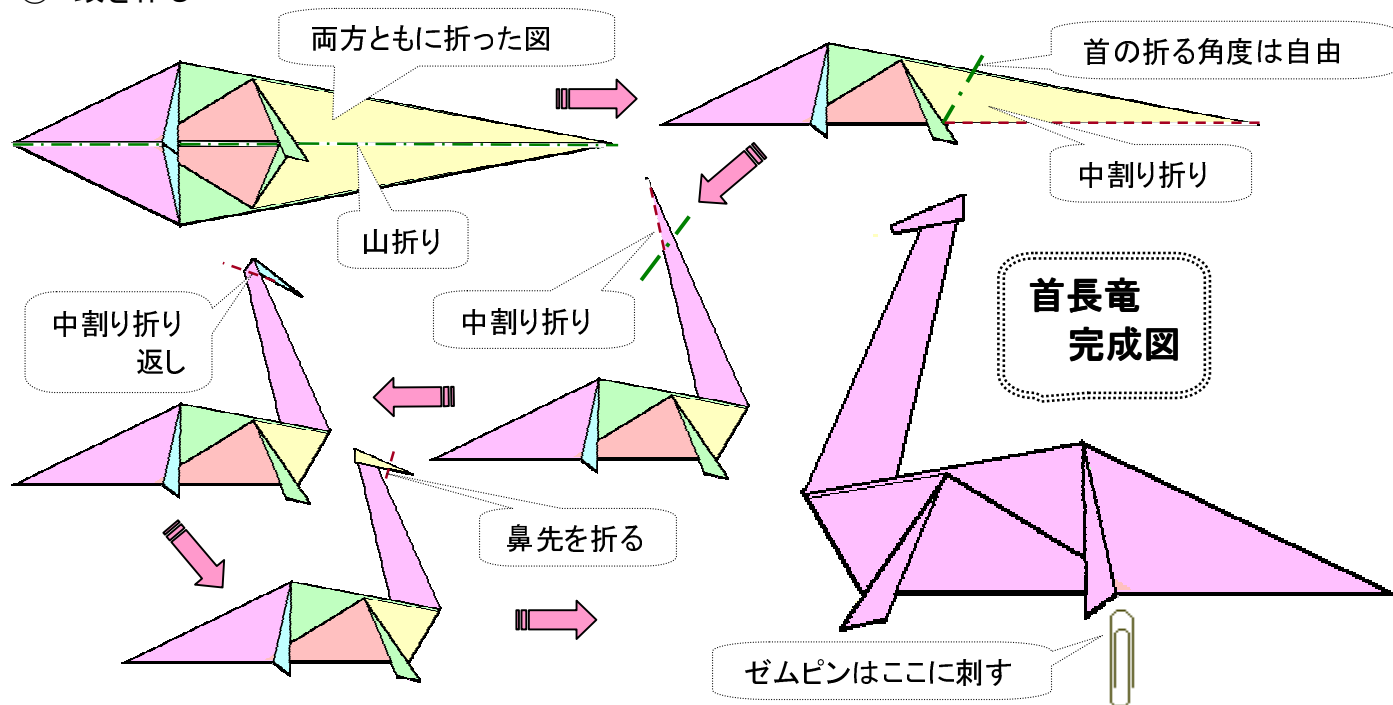 両方ともに折った図
首の折る角度は自由
中割り折り
山折り
中割り折り
中割り折り
返し
首長竜
完成図
鼻先を折る
ゼムピンはここに刺す